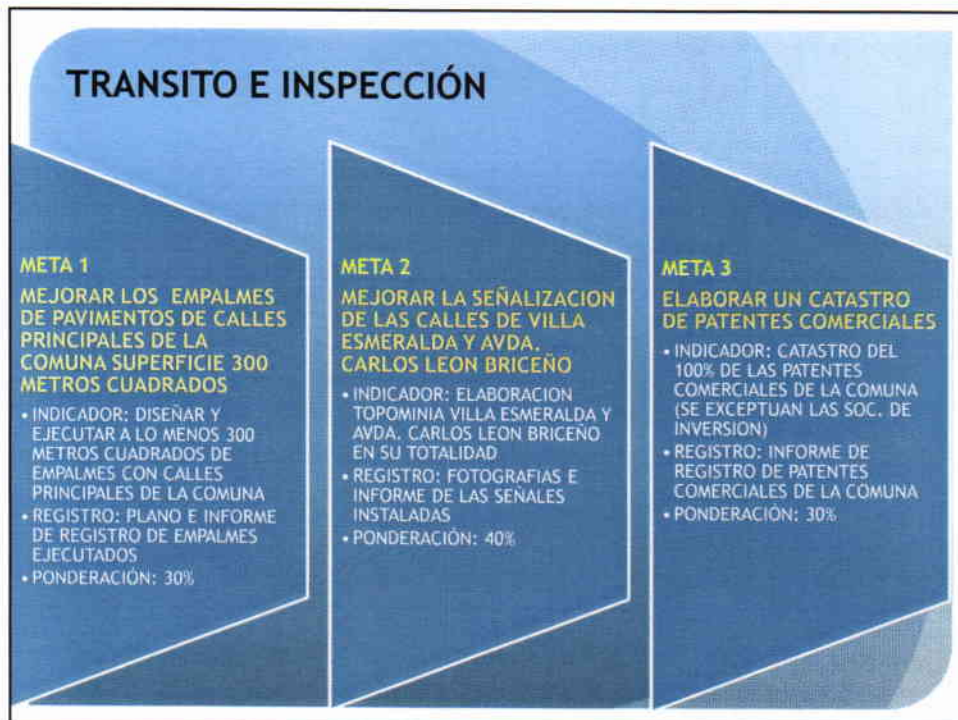 TRANSITO E INSPECCIÓN
META 1
MEJORAR LOS EMPALMES
DE PAVIMENTOS DE CALLES
PRINCIPALES DE LA
COMUNA SUPERFICIE 300
METROS CUADRADOS
• INDICADOR: DISEÑAR Y
EJECUTAR A LO MENOS 300
METROS CUADRADOS DE
EMPALMES CON CALLES
PRINCIPALES DE LA COMUNA
• REGISTRO: PLANO E INFORME
DE REGISTRO DE EMPALMES
EJECUTADOS
• PONDERACIÓN: 30%
META 2
MEJORAR LA SEÑALIZACION
DE LAS CALLES DE VILLA
ESMERALDA Y AVDA.
CARLOS LEON BRICEÑO
• INDICADOR: ELABORACION
TOPOMINIA VILLA ESMERALDA Y
AVDA. CARLOS LEON BRICEÑO
EN SU TOTALIDAD
• REGISTRO: FOTOGRAFIAS E
INFORME DE LAS SEÑALES
INSTALADAS
• PONDERACIÓN: 40%
META 3
ELABORAR UN CATASTRO
DE PATENTES COMERCIALES
• INDICADOR: CATASTRO DEL
100% DE LAS PATENTES
COMERCIALES DE LA COMUNA
(SE EXCEPTUAN LAS SOC. DE
INVERSION)
• REGISTRO: INFORME DE
REGISTRO DE PATENTES
COMERCIALES DE LA COMUNA
• PONDERACIÓN: 30%